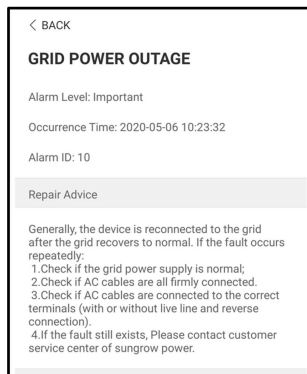 < BACK
GRID POWER OUTAGE
Alarm Level: Important
Occurrence Time: 2020-05-06 10:23:32
Alarm ID: 10
Repair Advice
Generally, the device is reconnected to the grid
after the grid recovers to normal. If the fault occurs
repeatedly:
1.Check if the grid power supply is normal;
2.Check if AC cables are all firmly connected.
3.Check if AC cables are connected to the correct
terminals (with or without live line and reverse
connection).
4.If the fault still exists, Please contact customer
service center of sungrow power.